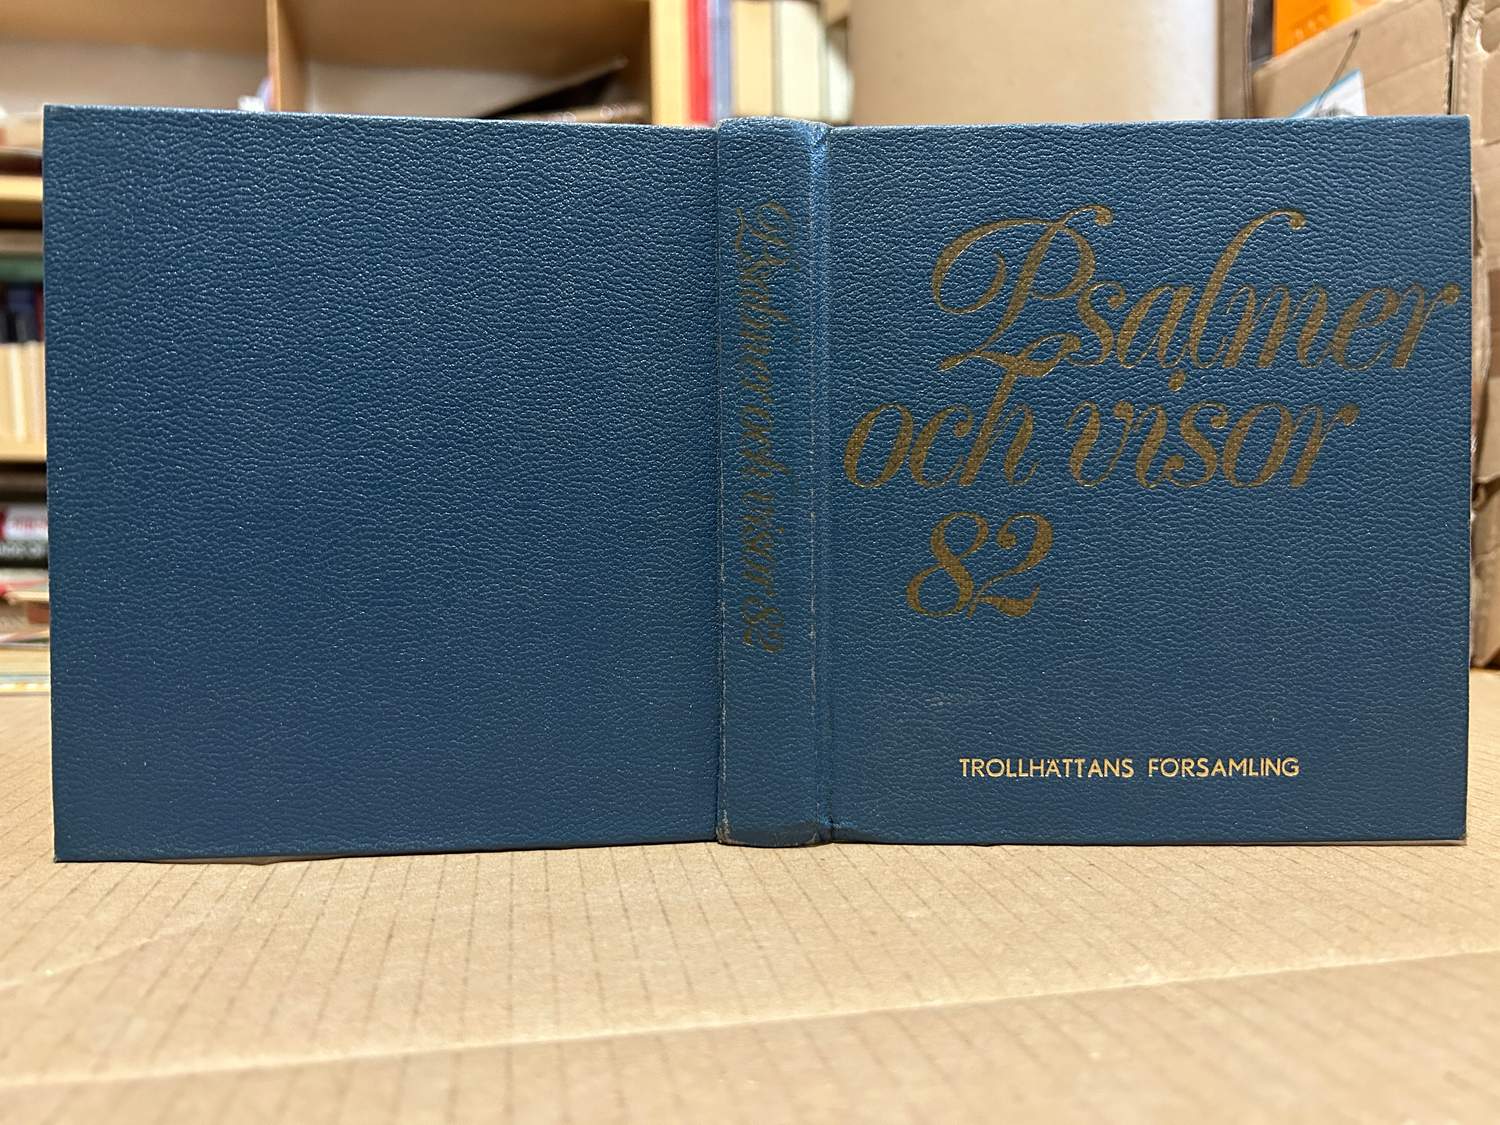 Psalmer och visor 82
Psalmer
och visor
82
TROLLHÄTTANS FÖRSAMLING